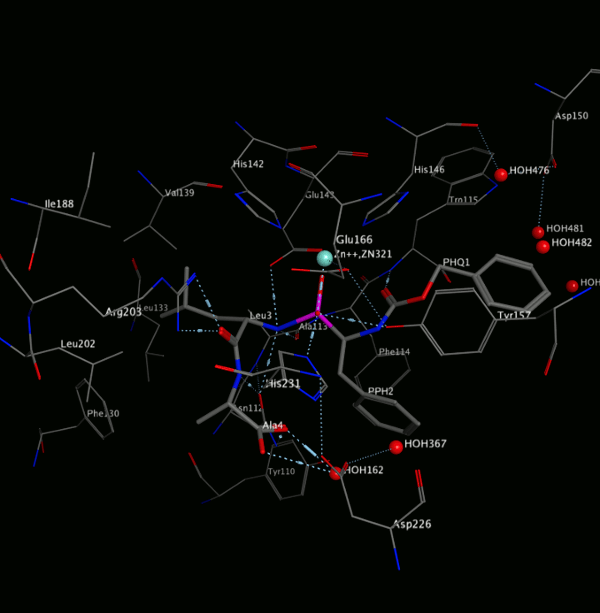 Asp150
His142
His146
HOH476
Val139
Glu143
Trp115
Ile188
HOH481
Glu166
HOH482
Zn++,ZN321
PHQ1
HOH
Leu133
Arg203
Leu3
Tyr157
Ala113
Leu202
Phe114
His231
PPH2
Asn112
Phe130
Ala4
HOH367
Tyr110
HOH162
Asp226